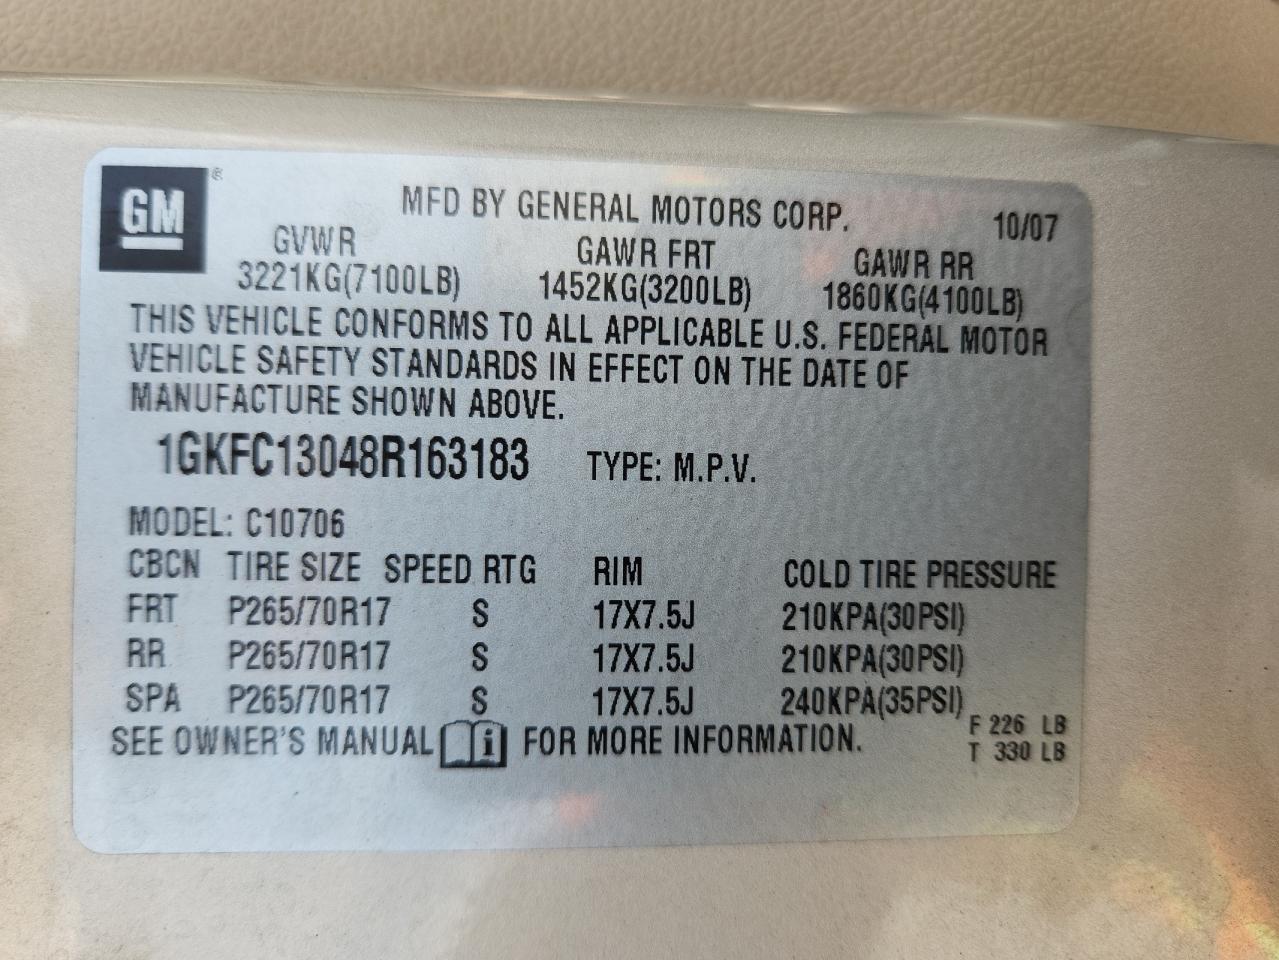 GM ®
MFD BY GENERAL MOTORS CORP.
10/07
GVWR GAWR FRT GAWR RR
3221KG(7100LB) 1452KG(3200LB) 1860KG(4100LB)
THIS VEHICLE CONFORMS TO ALL APPLICABLE U.S. FEDERAL MOTOR
VEHICLE SAFETY STANDARDS IN EFFECT ON THE DATE OF
MANUFACTURE SHOWN ABOVE.
1GKFC13048R163183 TYPE: M.P.V.
MODEL: C10706
CBCN TIRE SIZE SPEED RTG RIM COLD TIRE PRESSURE
FRT P265/70R17 S 17X7.5J 210KPA(30PSI)
RR P265/70R17 S 17X7.5J 210KPA(30PSI)
SPA P265/70R17 S 17X7.5J 240KPA(35PSI)
SEE OWNER'S MANUAL i FOR MORE INFORMATION.
F 226 LB
T 330 LB